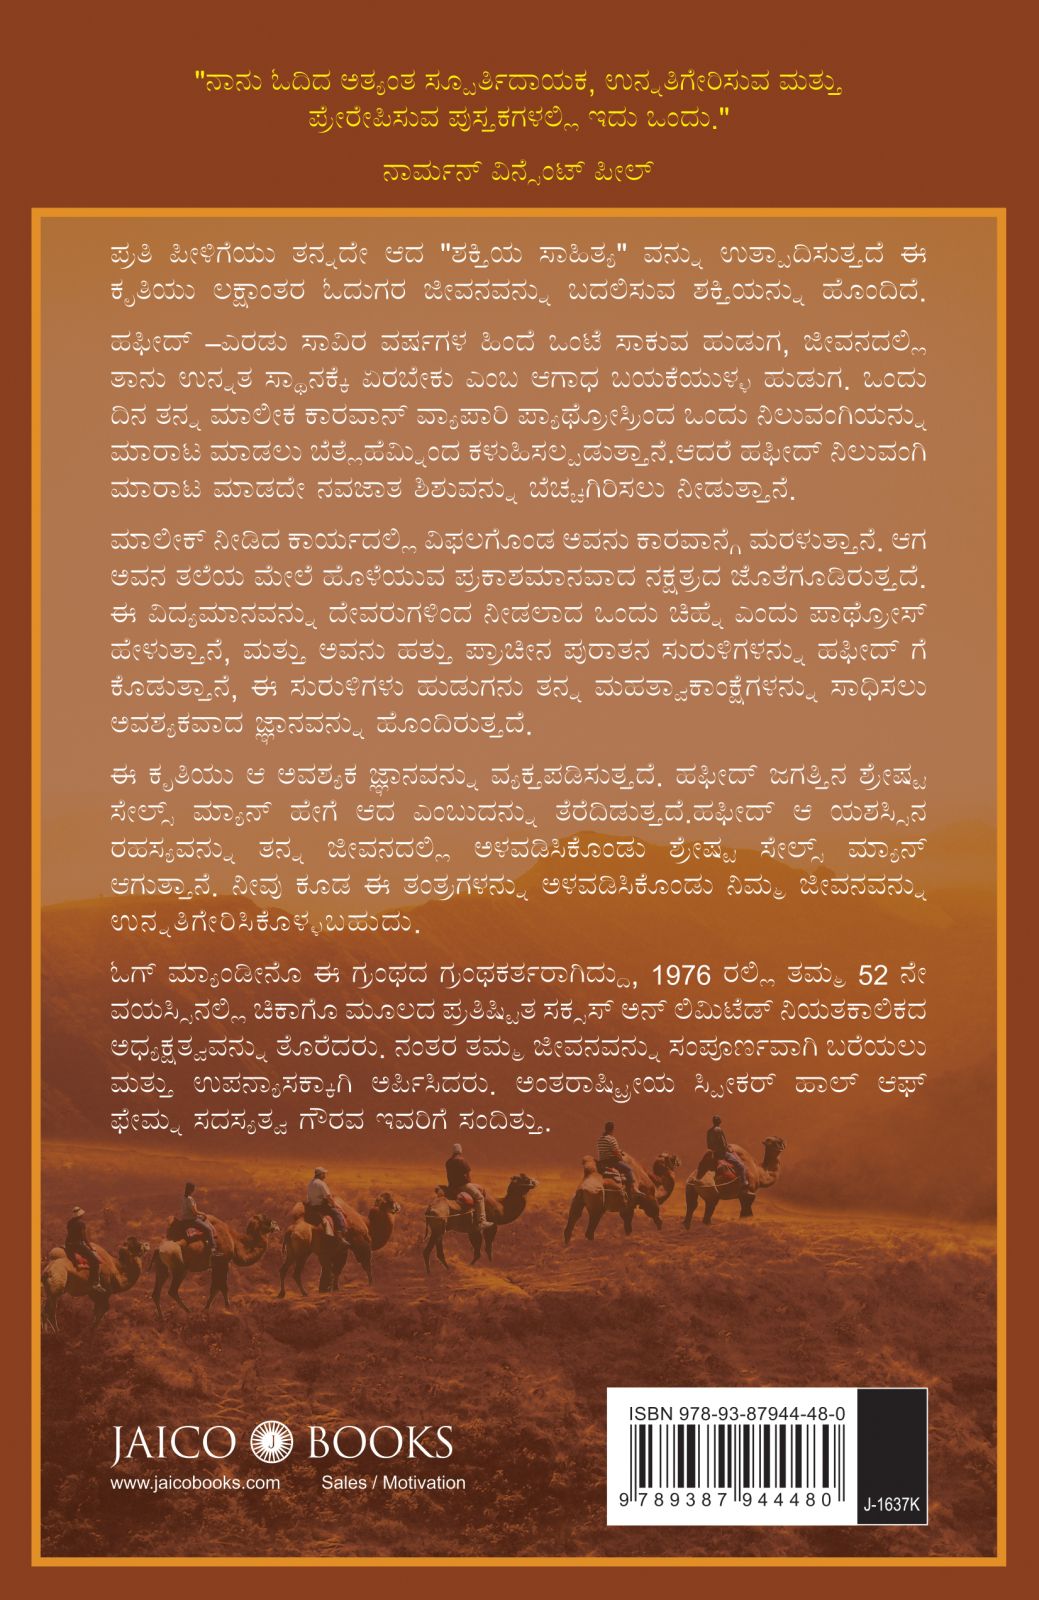 "ನಾನು ಓದಿದ ಅತ್ಯಂತ ಸ್ಪೂರ್ತಿದಾಯಕ, ಉನ್ನತಿಗೇರಿಸುವ ಮತ್ತು
ಪ್ರೇರೇಪಿಸುವ ಪುಸ್ತಕಗಳಲ್ಲಿ ಇದು ಒಂದು."
ನಾರ್ಮನ್ ವಿನ್ಸೆಂಟ್ ಪೀಲ್
ಪ್ರತಿ ಪೀಳಿಗೆಯು ತನ್ನದೇ ಆದ "ಶಕ್ತಿಯ ಸಾಹಿತ್ಯ" ವನ್ನು ಉತ್ಪಾದಿಸುತ್ತದೆ ಈ
ಕೃತಿಯು ಲಕ್ಷಾಂತರ ಓದುಗರ ಜೀವನವನ್ನು ಬದಲಿಸುವ ಶಕ್ತಿಯನ್ನು ಹೊಂದಿದೆ.
ಹಫೀದ್ –ಎರಡು ಸಾವಿರ ವರ್ಷಗಳ ಹಿಂದೆ ಒಂಟೆ ಸಾಕುವ ಹುಡುಗ, ಜೀವನದಲ್ಲಿ
ತಾನು ಉನ್ನತ ಸ್ಥಾನಕ್ಕೆ ಏರಬೇಕು ಎಂಬ ಆಗಾಧ ಬಯಕೆಯುಳ್ಳ ಹುಡುಗ. ಒಂದು
ದಿನ ತನ್ನ ಮಾಲೀಕ ಕಾರವಾನ್ ವ್ಯಾಪಾರಿ ಪ್ಯಾಥ್ರೋಸ್ರಿಂದ ಒಂದು ನಿಲುವಂಗಿಯನ್ನು
ಮಾರಾಟ ಮಾಡಲು ಬೆತ್ಲೆಹೆಮ್ನಿಂದ ಕಳುಹಿಸಲ್ಪಡುತ್ತಾನೆ.ಆದರೆ ಹಫೀದ್ ನಿಲುವಂಗಿ
ಮಾರಾಟ ಮಾಡದೇ ನವಜಾತ ಶಿಶುವನ್ನು ಬೆಚ್ಚಗಿರಿಸಲು ನೀಡುತ್ತಾನೆ.
ಮಾಲೀಕ್ ನೀಡಿದ ಕಾರ್ಯದಲ್ಲಿ ವಿಫಲಗೊಂಡ ಅವನು ಕಾರವಾನ್ಗೆ ಮರಳುತ್ತಾನೆ. ಆಗ
ಅವನ ತಲೆಯ ಮೇಲೆ ಹೊಳೆಯುವ ಪ್ರಕಾಶಮಾನವಾದ ನಕ್ಷತ್ರದ ಜೊತೆಗೂಡಿರುತ್ತದೆ.
ಈ ವಿದ್ಯಮಾನವನ್ನು ದೇವರುಗಳಿಂದ ನೀಡಲಾದ ಒಂದು ಚಿಹ್ನೆ ಎಂದು ಪಾಥ್ರೋಸ್
ಹೇಳುತ್ತಾನೆ, ಮತ್ತು ಅವನು ಹತ್ತು ಪ್ರಾಚೀನ ಪುರಾತನ ಸುರುಳಿಗಳನ್ನು ಹಫೀದ್ ಗೆ
ಕೊಡುತ್ತಾನೆ, ಈ ಸುರುಳಿಗಳು ಹುಡುಗನು ತನ್ನ ಮಹತ್ವಾಕಾಂಕ್ಷೆಗಳನ್ನು ಸಾಧಿಸಲು
ಅವಶ್ಯಕವಾದ ಜ್ಞಾನವನ್ನು ಹೊಂದಿರುತ್ತದೆ.
ಈ ಕೃತಿಯು ಆ ಅವಶ್ಯಕ ಜ್ಞಾನವನ್ನು ವ್ಯಕ್ತಪಡಿಸುತ್ತದೆ. ಹಫೀದ್ ಜಗತ್ತಿನ ಶ್ರೇಷ್ಟ
ಸೇಲ್ಸ್ ಮ್ಯಾನ್ ಹೇಗೆ ಆದ ಎಂಬುದನ್ನು ತೆರೆದಿಡುತ್ತದೆ.ಹಫೀದ್ ಆ ಯಶಸ್ಸಿನ
ರಹಸ್ಯವನ್ನು ತನ್ನ ಜೀವನದಲ್ಲಿ ಅಳವಡಿಸಿಕೊಂಡು ಶ್ರೇಷ್ಟ ಸೇಲ್ಸ್ ಮ್ಯಾನ್
ಆಗುತ್ತಾನೆ. ನೀವು ಕೂಡ ಈ ತಂತ್ರಗಳನ್ನು ಅಳವಡಿಸಿಕೊಂಡು ನಿಮ್ಮ ಜೀವನವನ್ನು
ಉನ್ನತಿಗೇರಿಸಿಕೊಳ್ಳಬಹುದು.
ಓಗ್ ಮ್ಯಾಂಡೀನೊ ಈ ಗ್ರಂಥದ ಗ್ರಂಥಕರ್ತರಾಗಿದ್ದು, 1976 ರಲ್ಲಿ ತಮ್ಮ 52 ನೇ
ವಯಸ್ಸಿನಲ್ಲಿ ಚಿಕಾಗೊ ಮೂಲದ ಪ್ರತಿಷ್ಟಿತ ಸಕ್ಸಸ್ ಅನ್ ಲಿಮಿಟೆಡ್ ನಿಯತಕಾಲಿಕದ
ಅಧ್ಯಕ್ಷತ್ವವನ್ನು ತೊರೆದರು. ನಂತರ ತಮ್ಮ ಜೀವನವನ್ನು ಸಂಪೂರ್ಣವಾಗಿ ಬರೆಯಲು
ಮತ್ತು ಉಪನ್ಯಾಸಕ್ಕಾಗಿ ಅರ್ಪಿಸಿದರು. ಅಂತರಾಷ್ಟ್ರೀಯ ಸ್ಪೀಕರ್ ಹಾಲ್ ಆಫ್
ಫೇಮ್ನ ಸದಸ್ಯತ್ವ ಗೌರವ ಇವರಿಗೆ ಸಂದಿತ್ತು.
JAICO J BOOKS
www.jaicobooks.com Sales / Motivation
ISBN 978-93-87944-48-0
9 789387 944480
J-1637K